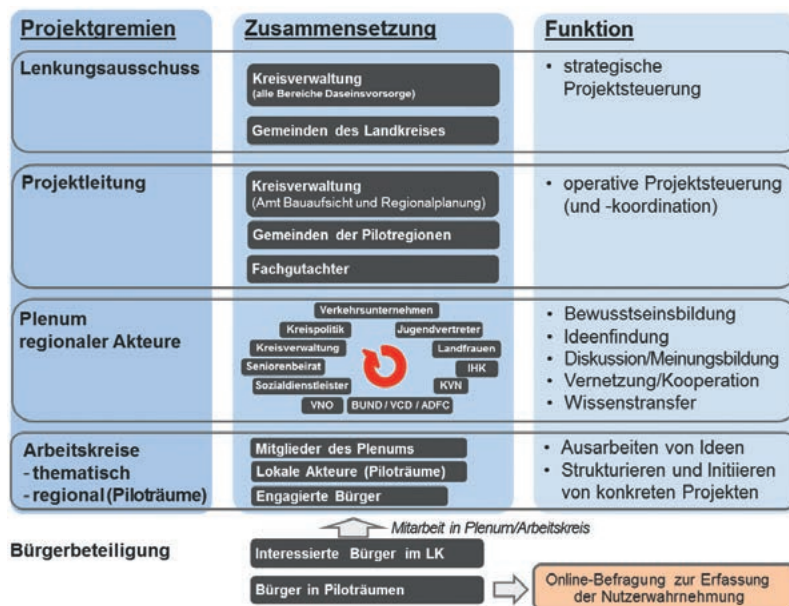 Projektgremien
Zusammensetzung
Funktion
Lenkungsausschuss
Kreisverwaltung
(alle Bereiche Daseinsvorsorge)
Gemeinden des Landkreises
• strategische
Projektsteuerung
Projektleitung
Kreisverwaltung
(Amt Bauaufsicht und Regionalplanung)
Gemeinden der Pilotregionen
Fachgutachter
• operative Projektsteuerung
(und -koordination)
Plenum
regionaler Akteure
Verkehrsunternehmen
Kreispolitik
Jugendvertreter
Kreisverwaltung
Landfrauen
Seniorenbeirat
IHK
Sozialdienstleister
KVN
VNO
BUND / VCD / ADFC
• Bewusstseinsbildung
• Ideenfindung
• Diskussion/Meinungsbildung
• Vernetzung/Kooperation
• Wissenstransfer
Arbeitskreise
- thematisch
- regional (Piloträume)
Mitglieder des Plenums
Lokale Akteure (Piloträume)
Engagierte Bürger
• Ausarbeiten von Ideen
• Strukturieren und Initiieren
von konkreten Projekten
Mitarbeit in Plenum/Arbeitskreis
Bürgerbeteiligung
Interessierte Bürger im LK
Bürger in Piloträumen
Online-Befragung zur Erfassung
der Nutzerwahrnehmung